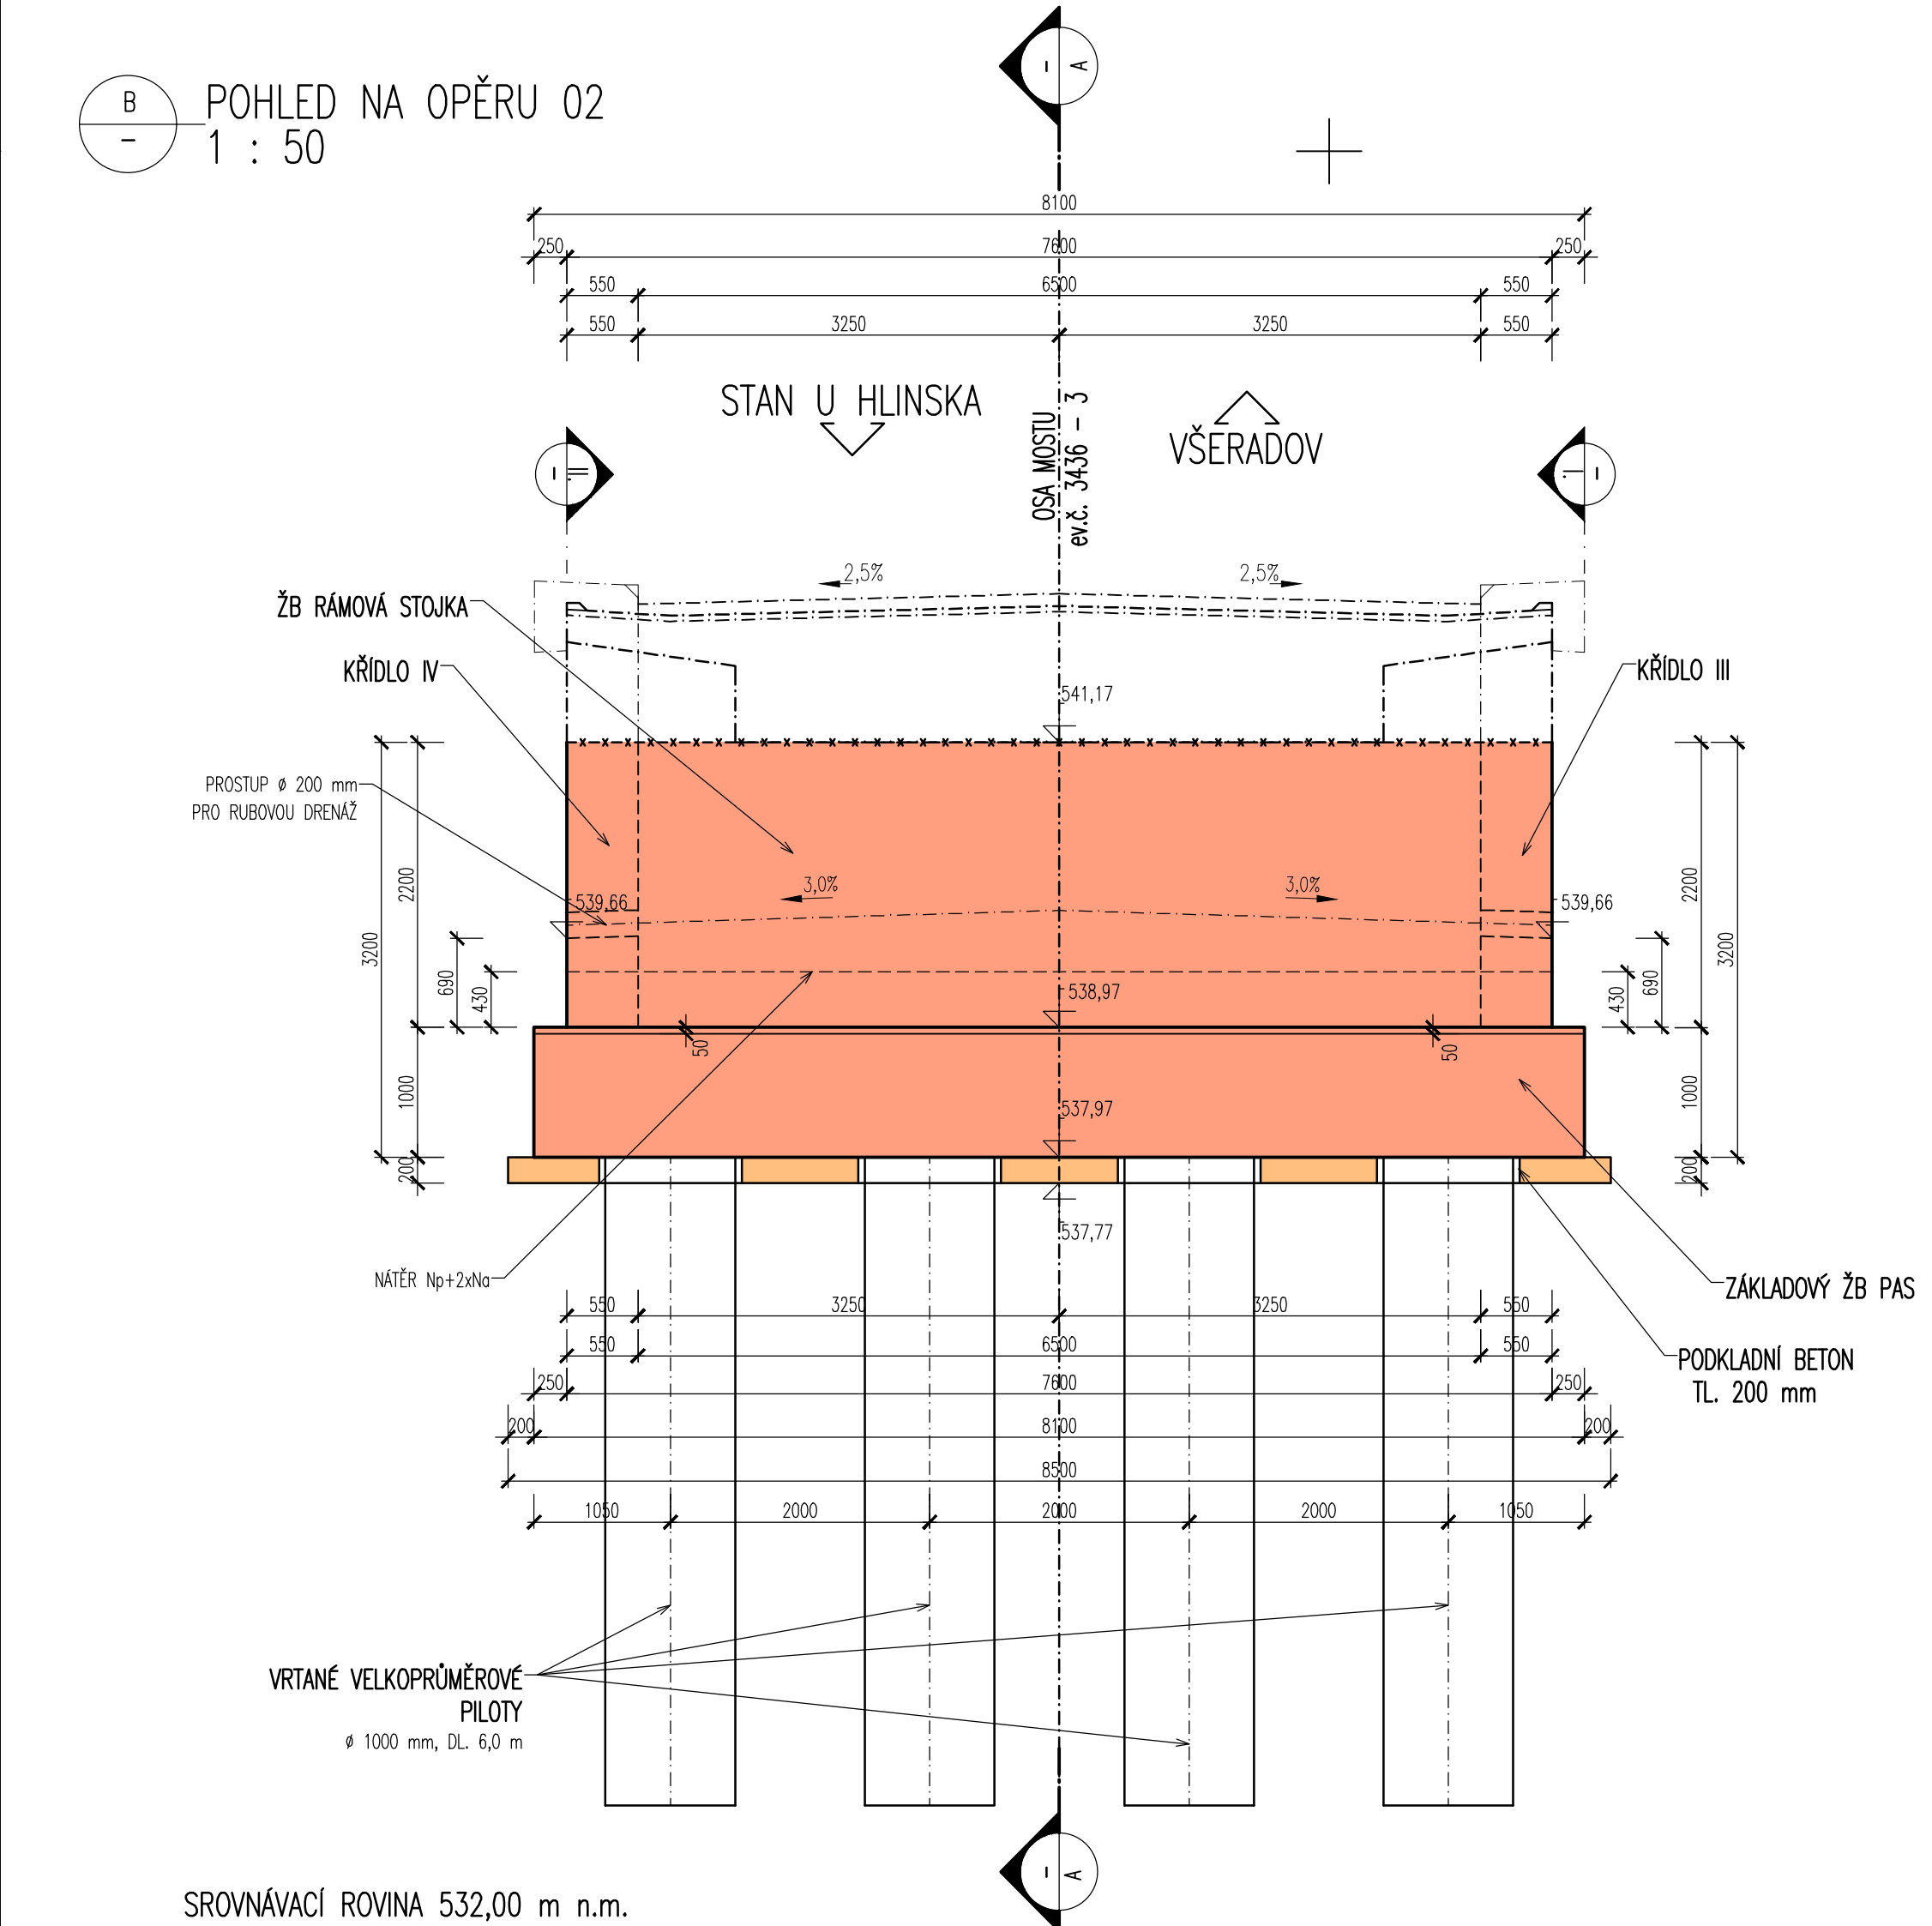 A
–
B
–
POHLED NA OPĚRU 02
1 : 50
8100
250
7600
250
550
6500
550
550
3250
3250
550
STAN U HLINSKA
VŠERADOV
OSA MOSTU
ev.č. 3436 – 3
–
II.
I.
–
2,5%
2,5%
ŽB RÁMOVÁ STOJKA
KŘÍDLO IV
KŘÍDLO III
541,17
PROSTUP ø 200 mm
PRO RUBOVOU DRENÁŽ
3,0%
3,0%
539,66
539,66
2200
3200
690
430
2200
3200
690
430
538,97
50
50
1000
1000
537,97
200
200
537,77
NÁTĚR Np+2xNa
ZÁKLADOVÝ ŽB PAS
550
3250
3250
550
550
6500
550
PODKLADNÍ BETON
TL. 200 mm
250
7600
250
200
8100
200
8500
1050
2000
2000
2000
1050
VRTANÉ VELKOPRŮMĚROVÉ
PILOTY
ø 1000 mm, DL. 6,0 m
–
A
SROVNÁVACÍ ROVINA 532,00 m n.m.